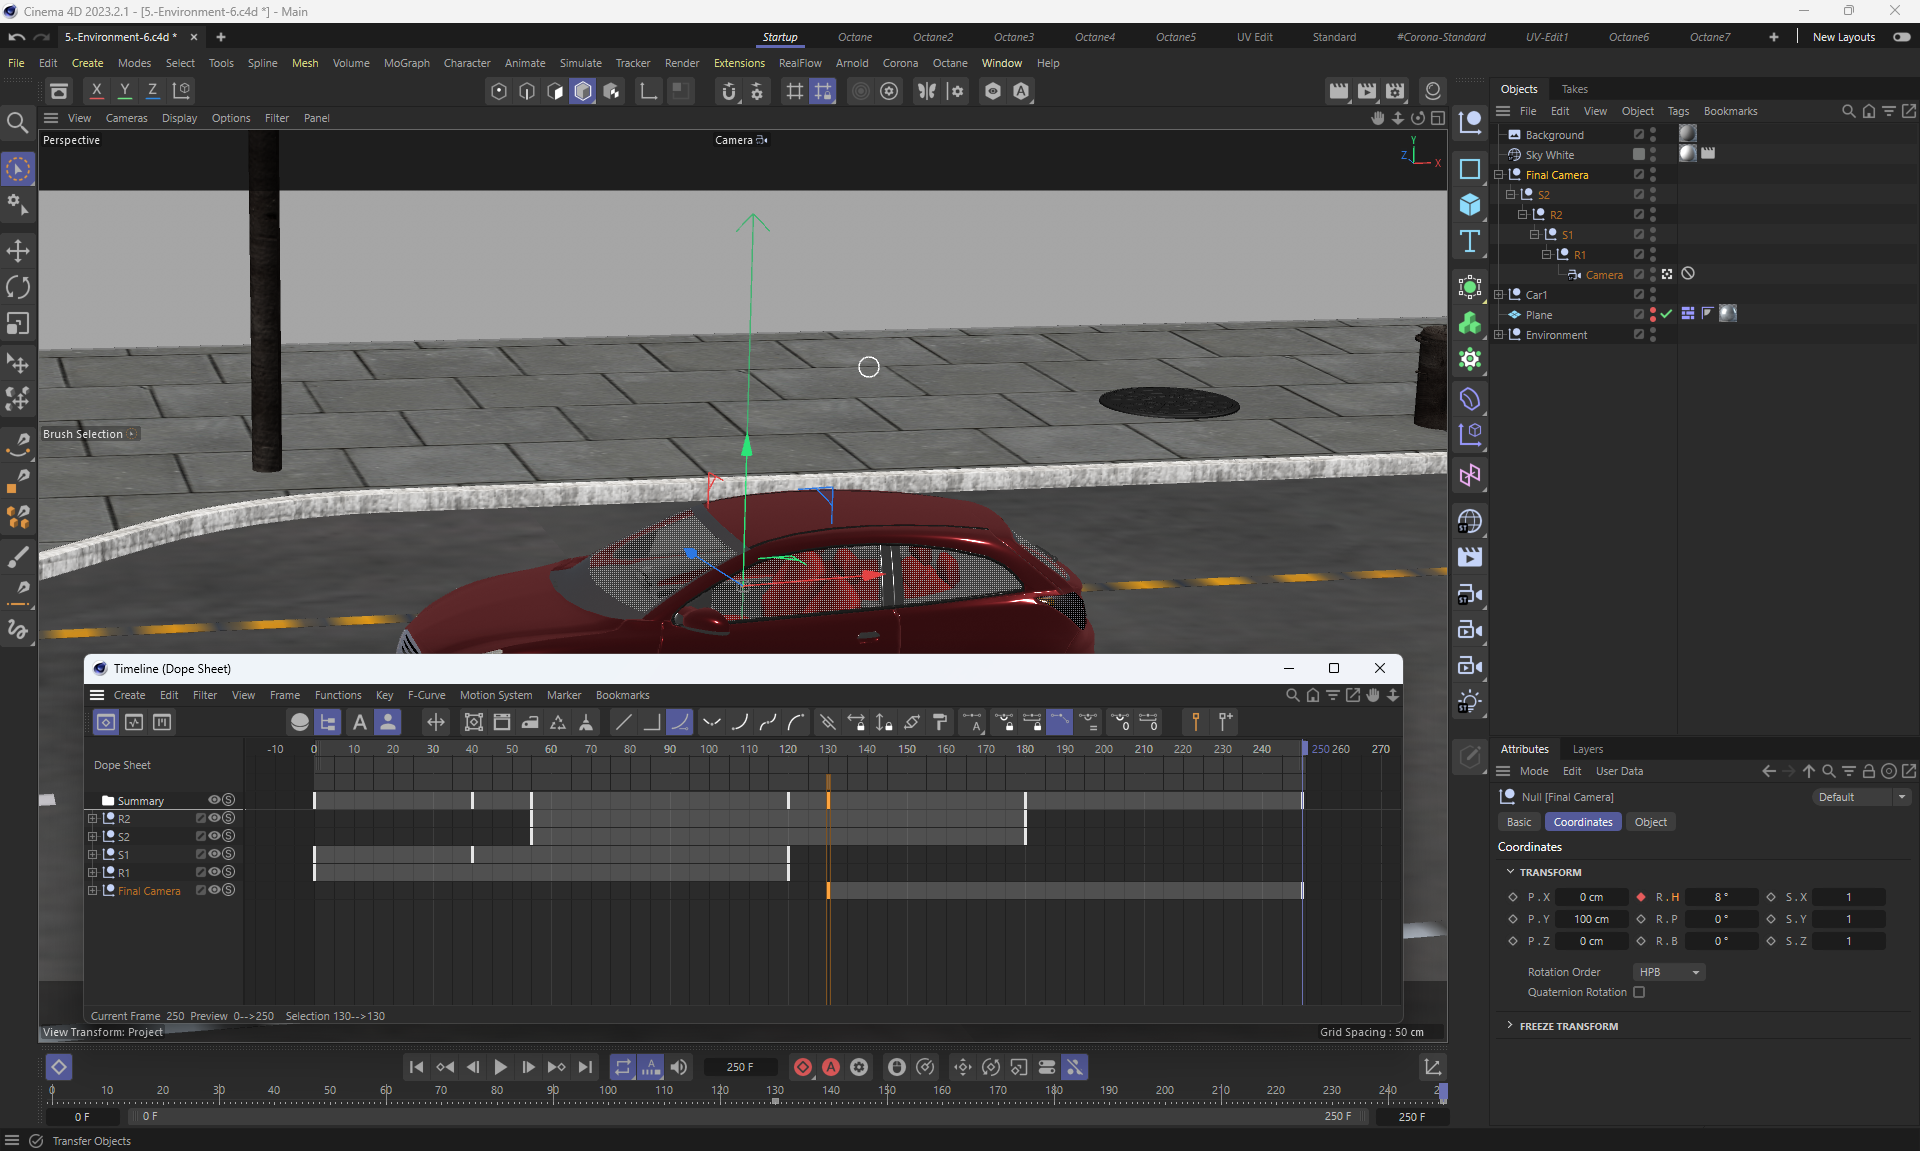 Cinema 4D 2023.2.1 - [5.-Environment-6.c4d *] - Main
5.-Environment-6.c4d *
Startup Octane Octane2 Octane3 Octane4 Octane5 UV Edit Standard #Corona-Standard UV-Edit1 Octane6 Octane7 New Layouts
File Edit Create Modes Select Tools Spline Mesh Volume MoGraph Character Animate Simulate Tracker Render Extensions RealFlow Arnold Corona Octane Window Help
X Y Z
View Cameras Display Options Filter Panel
Perspective
Camera
Y
Z X
Brush Selection
Objects Takes
File Edit View Object Tags Bookmarks
Background
Sky White
Final Camera
S2
R2
S1
R1
Camera
Car1
Plane
Environment
Timeline (Dope Sheet)
Create Edit Filter View Frame Functions Key F-Curve Motion System Marker Bookmarks
-10 0 10 20 30 40 50 60 70 80 90 100 110 120 130 140 150 160 170 180 190 200 210 220 230 240 250 260 270
Dope Sheet
Summary
R2
S2
S1
R1
Final Camera
Current Frame 250 Preview 0-->250 Selection 130-->130
View Transform: Project
Grid Spacing : 50 cm
Attributes Layers
Mode Edit User Data
Null [Final Camera]
Default
Basic Coordinates Object
Coordinates
TRANSFORM
P . X 0 cm R . H 8 ° S . X 1
P . Y 100 cm R . P 0 ° S . Y 1
P . Z 0 cm R . B 0 ° S . Z 1
Rotation Order HPB
Quaternion Rotation
FREEZE TRANSFORM
250 F
0 10 20 30 40 50 60 70 80 90 100 110 120 130 140 150 160 170 180 190 200 210 220 230 240
0 F 0 F 250 F 250 F
Transfer Objects